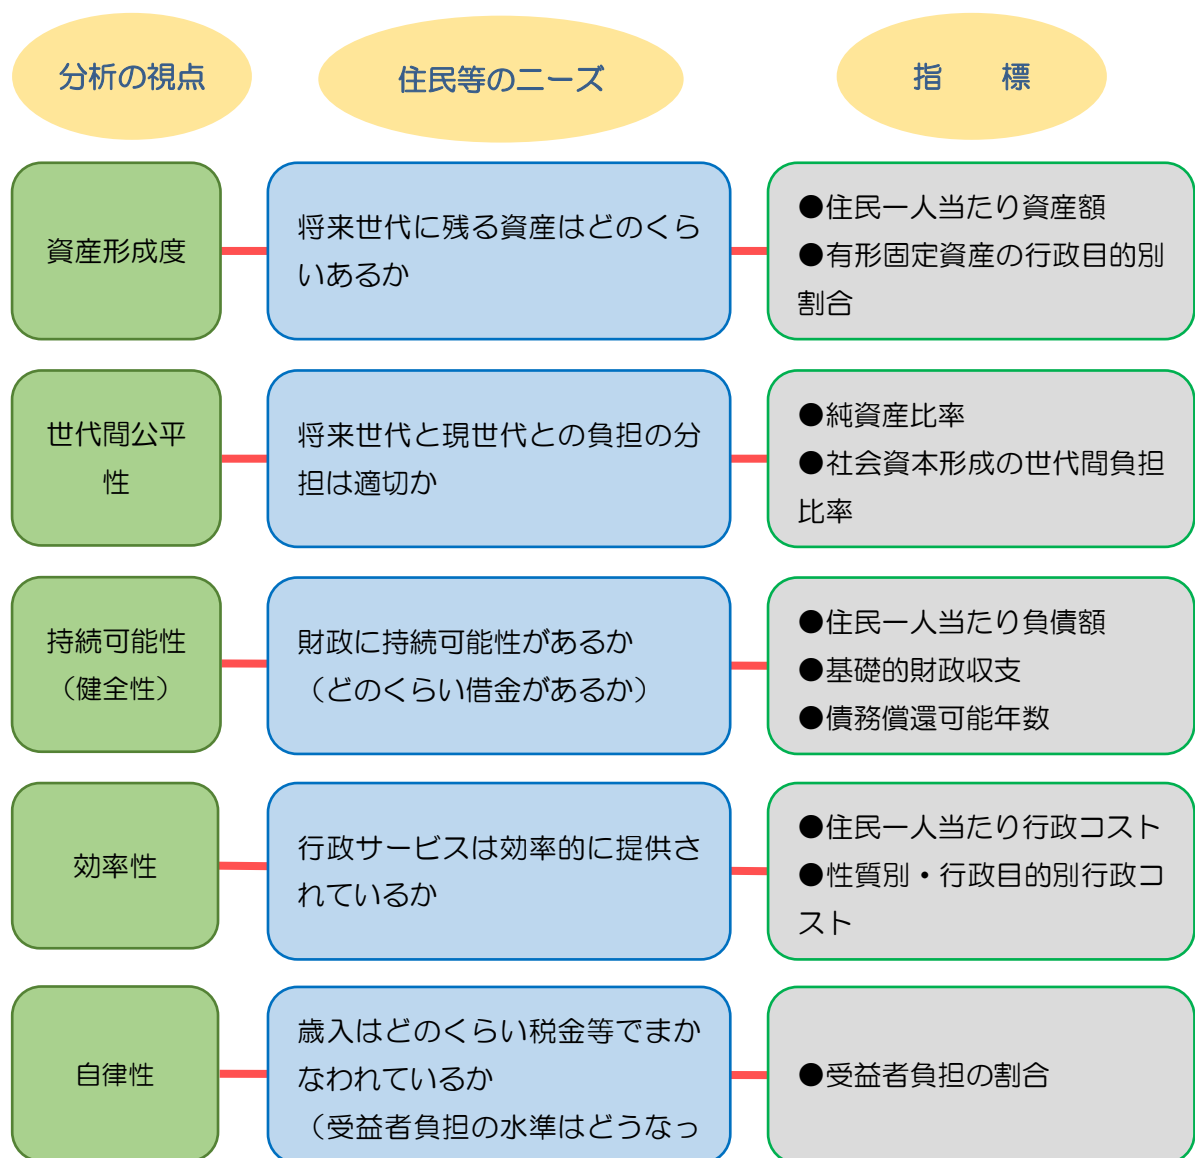 分析の視点
住民等のニーズ
指　　標
資産形成度
将来世代に残る資産はどのくら
いあるか
●住民一人当たり資産額
●有形固定資産の行政目的別
割合
世代間公平
性
将来世代と現世代との負担の分
担は適切か
●純資産比率
●社会資本形成の世代間負担
比率
持続可能性
（健全性）
財政に持続可能性があるか
（どのくらい借金があるか）
●住民一人当たり負債額
●基礎的財政収支
●債務償還可能年数
効率性
行政サービスは効率的に提供さ
れているか
●住民一人当たり行政コスト
●性質別・行政目的別行政コ
スト
自律性
歳入はどのくらい税金等でまか
なわれているか
（受益者負担の水準はどうなっ
●受益者負担の割合